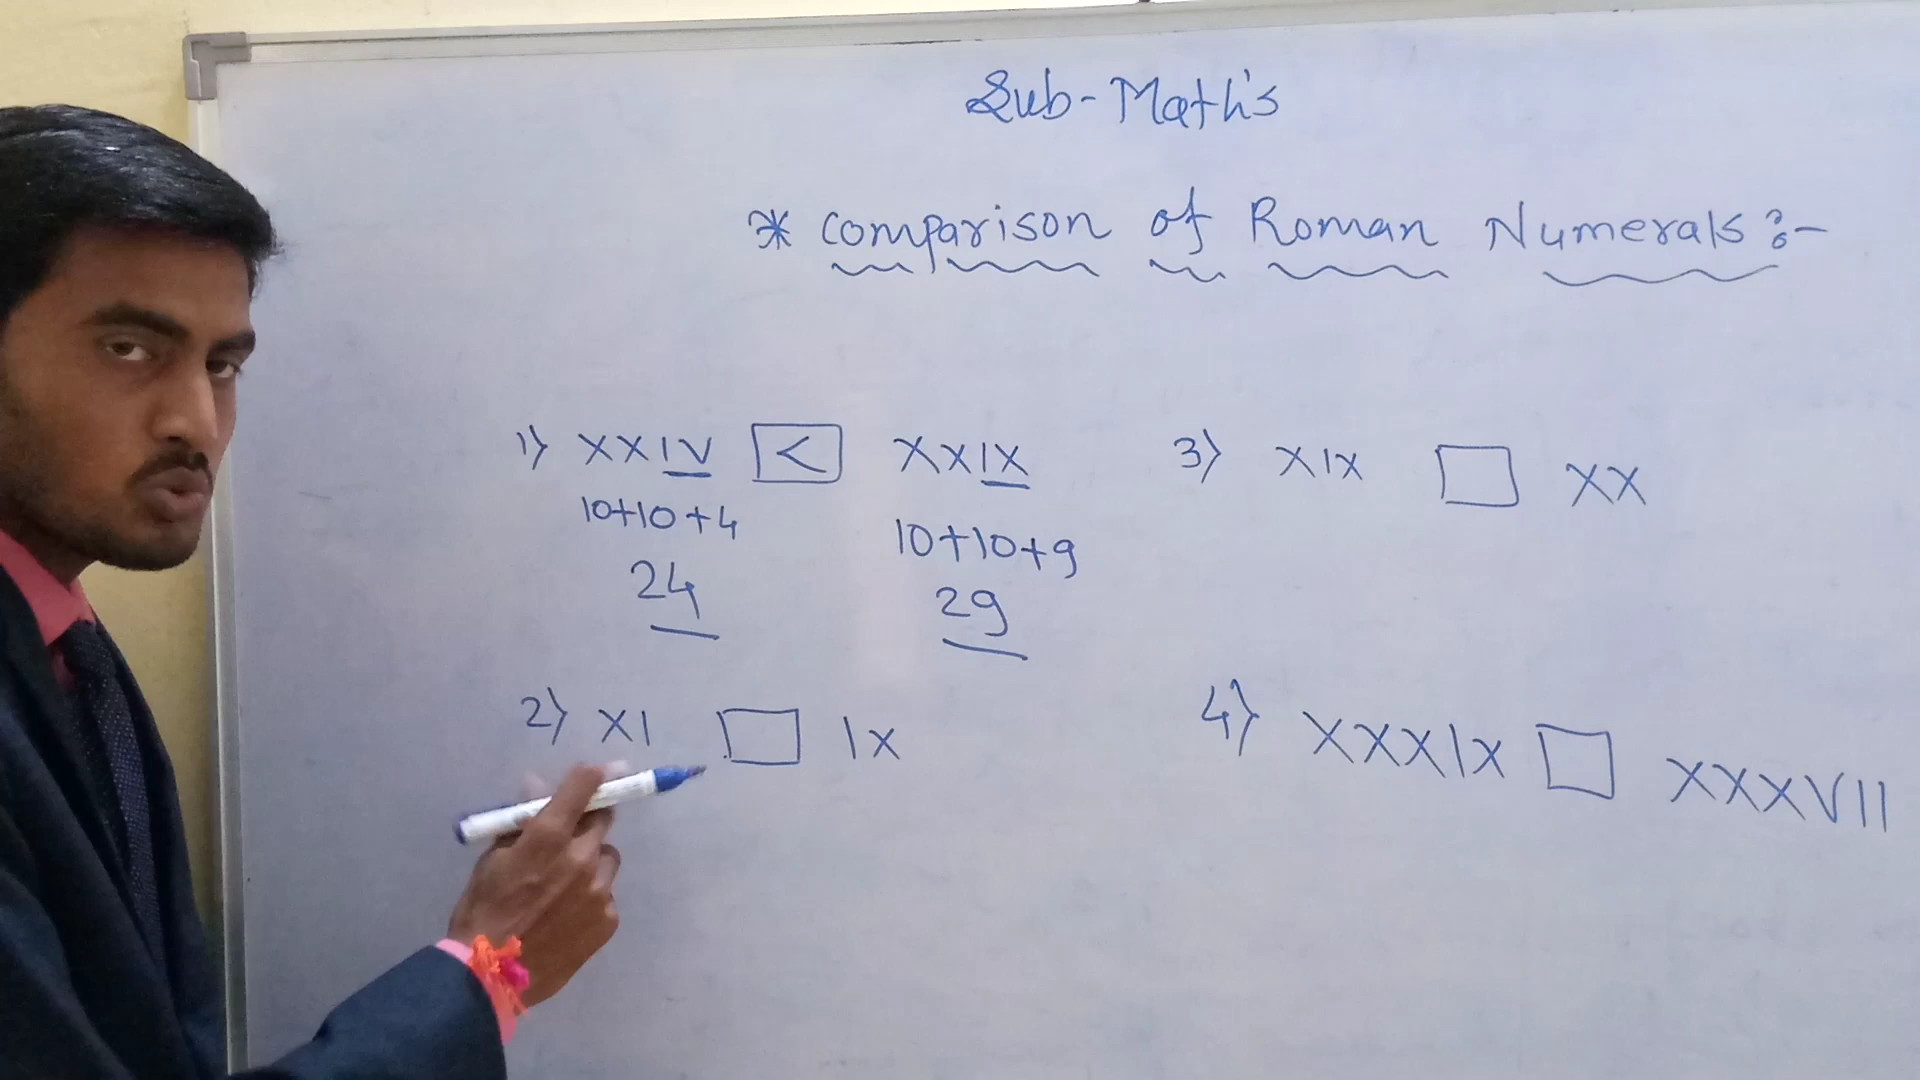 Sub-Math's
* Comparison of Roman Numerals :-
1) XXIV < XXIX
10+10+4 10+10+9
24 29
2) XI □ IX
3) XIX □ XX
4) XXXIX □ XXXVII